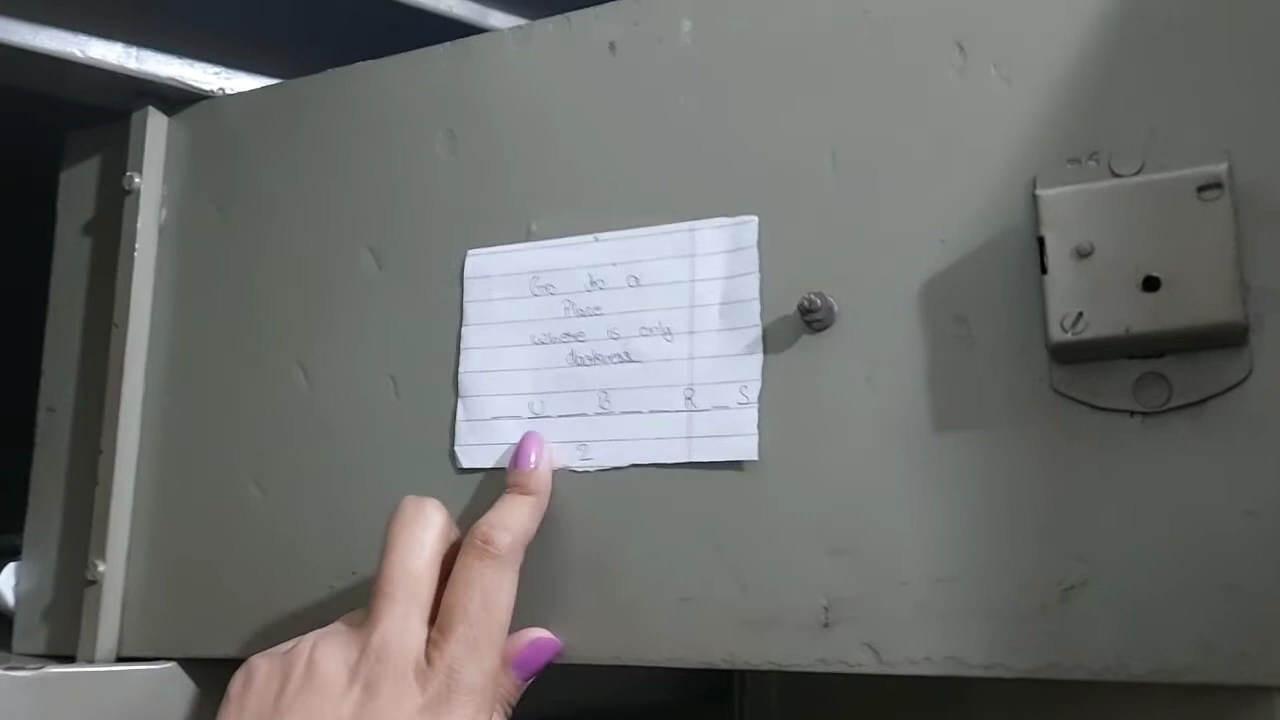 Go to a
Place
where is only
darkness
_ U _ B _ _ R _ S
2